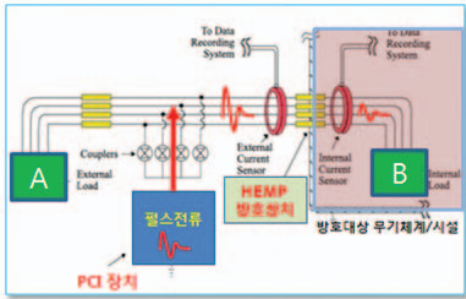 To Data
Recording
System
To Data
Recording
System
A
External
Load
Couplers
External
Current
Sensor
Internal
Current
Sensor
B
Internal
Load
HEMP
방호장치
펄스전류
PCI 장치
방호대상 무기체계/시설